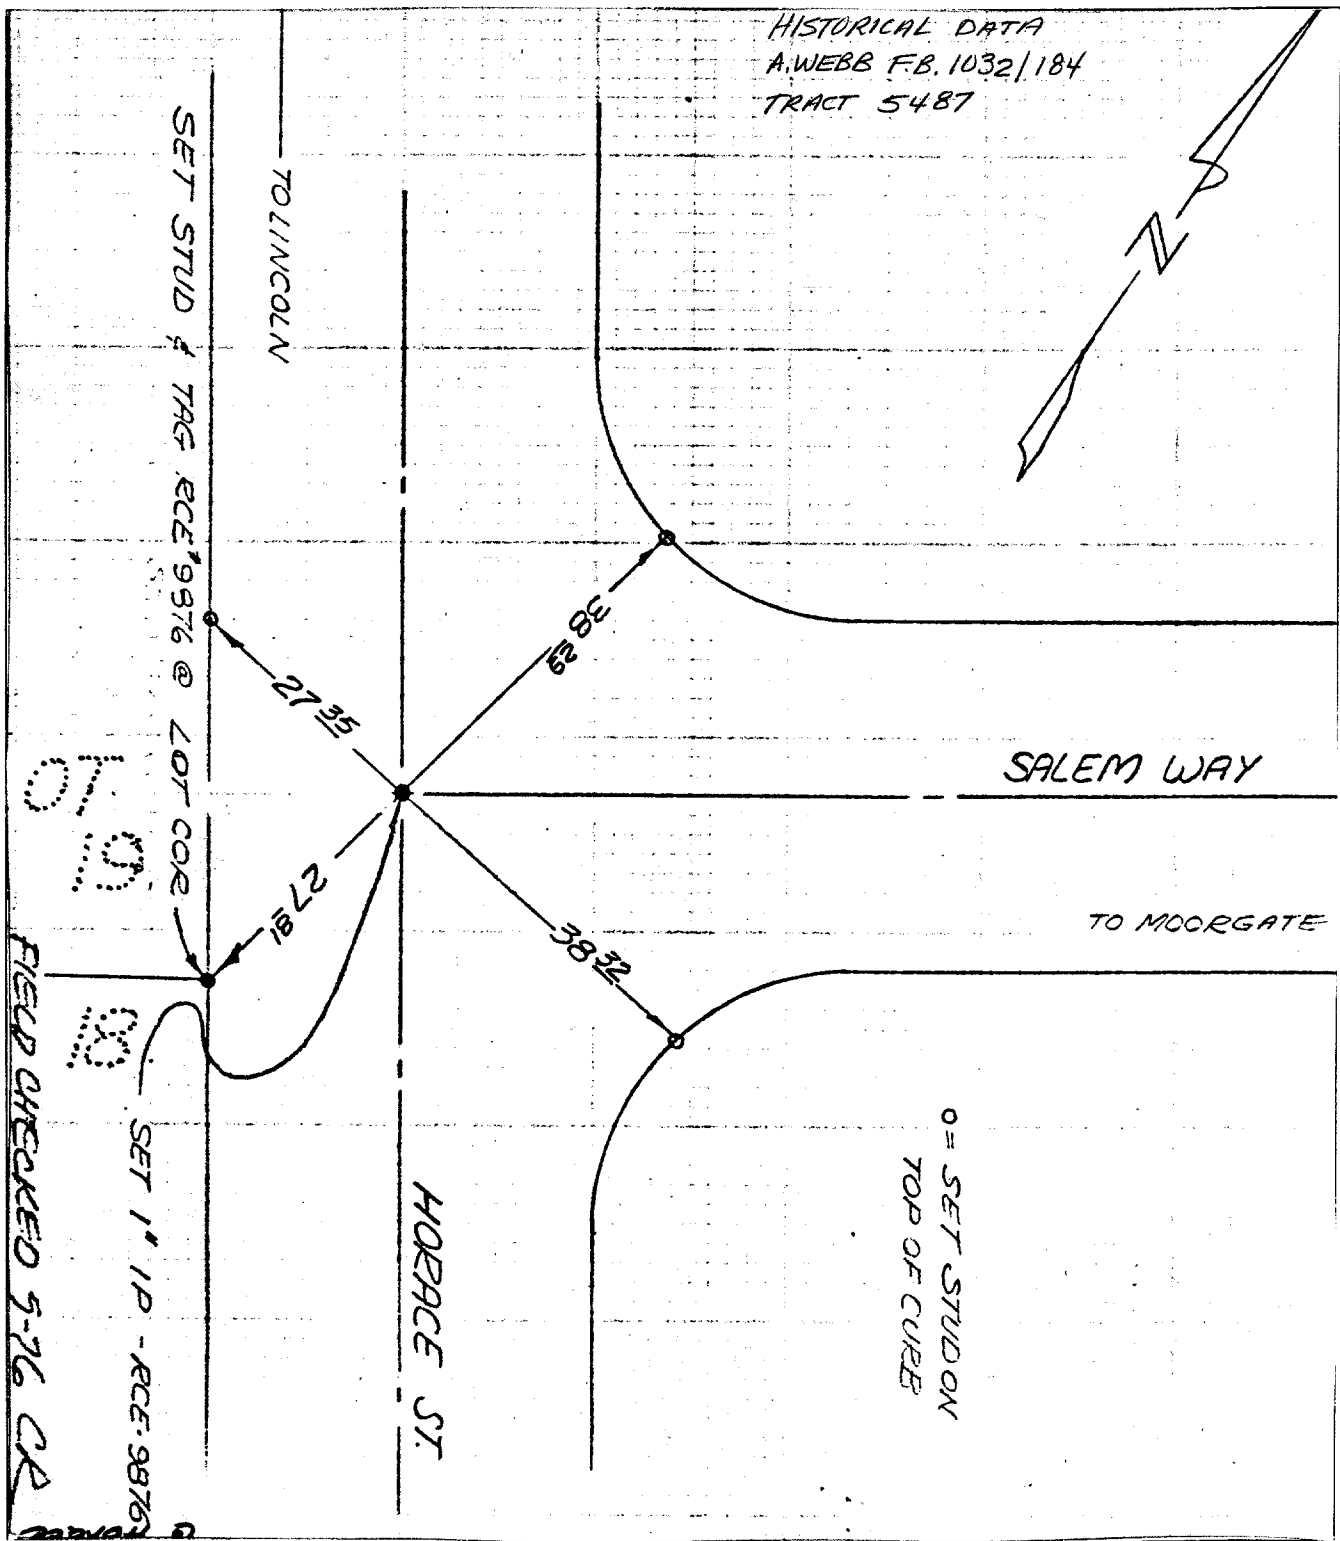 HISTORICAL DATA
A.WEBB F.B. 1032/184
TRACT 5487
N
TO LINCOLN
SET STUD & TAG RCE#9876 @ LOT COR
38 29
27 35
27 81
38 32
SALEM WAY
TO MOORGATE
19
18
SET 1" IP - RCE-9876
HORACE ST.
O = SET STUD ON
TOP OF CURB
FIELD CHECKED 5-76 CR